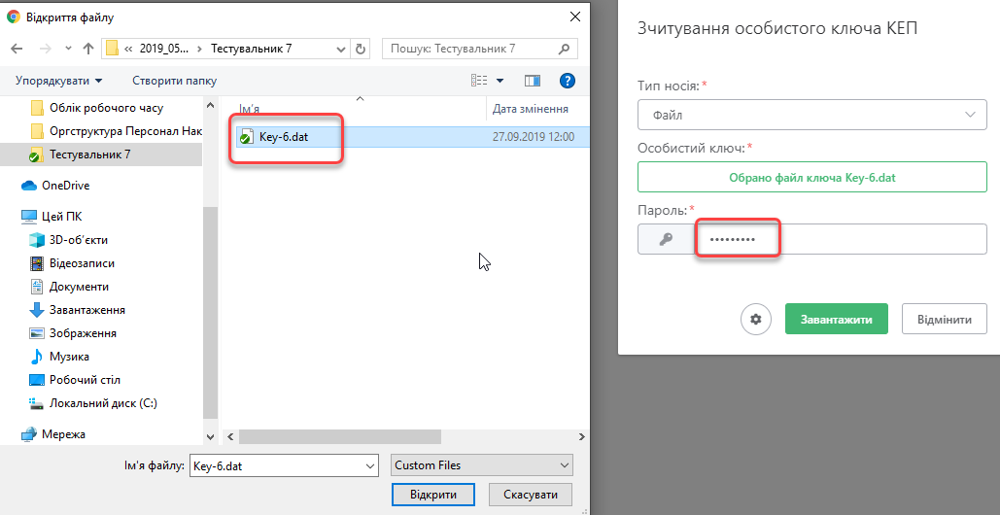 Відкриття файлу
« 2019_05... › Тестувальник 7
Пошук: Тестувальник 7
Упорядкувати
Створити папку
?
Облік робочого часу
Оргструктура Персонал Нак
Тестувальник 7
OneDrive
Цей ПК
3D-об'єкти
Відеозаписи
Документи
Завантаження
Зображення
Музика
Робочий стіл
Локальний диск (C:)
Мережа
Ім'я
Дата змінення
Key-6.dat
27.09.2019 12:00
Ім'я файлу:
Key-6.dat
Custom Files
Відкрити
Скасувати
Зчитування особистого ключа КЕП
Тип носія:*
Файл
Особистий ключ:*
Обрано файл ключа Key-6.dat
Пароль:*
•••••••••
Завантажити
Відмінити